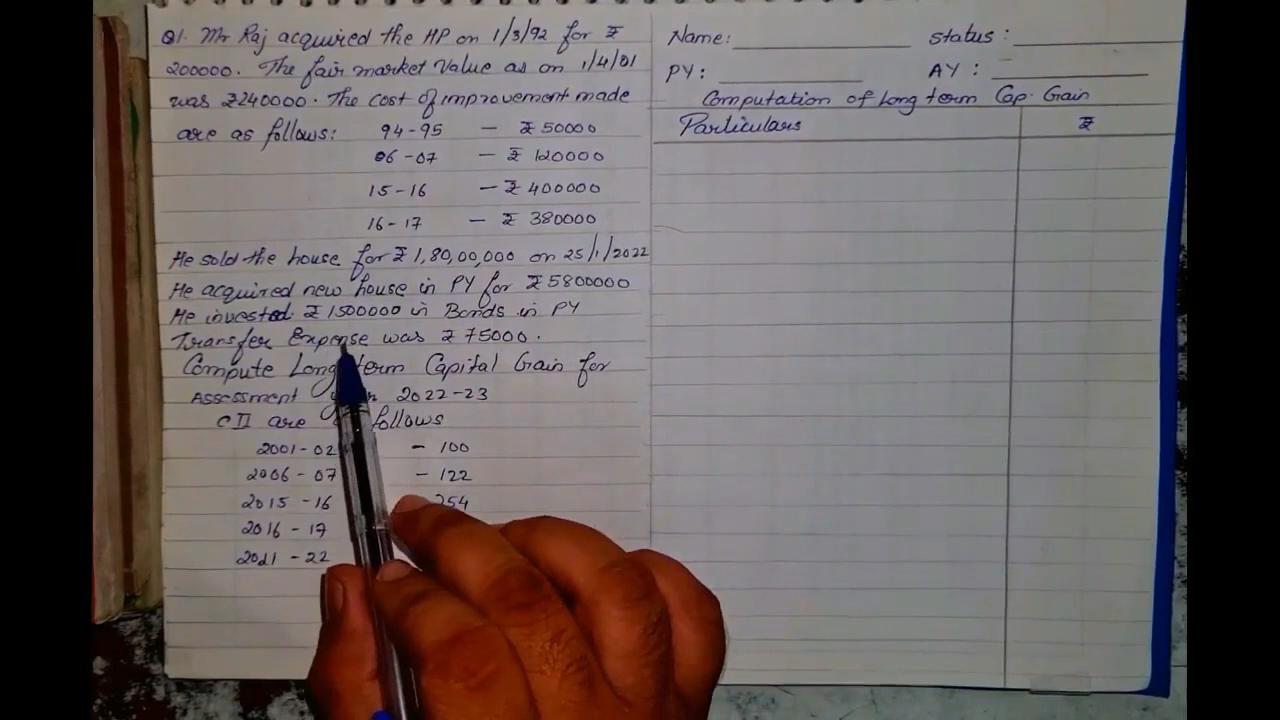 Q1. Mr Raj acquired the HP on 1/3/92 for ₹
200000. The fair market value as on 1/4/01
was ₹240000. The cost of improvement made
are as follows: 94-95 - ₹ 50000
06-07 - ₹ 120000
15-16 - ₹ 400000
16-17 - ₹ 380000
He sold the house for ₹ 1,80,00,000 on 25/1/2022
He acquired new house in PY for ₹ 5800000
He invested ₹ 1500000 in Bonds in PY
Transfer Expense was ₹ 75000.
Compute Long term Capital Gain for
Assessment 2022-23
CII are follows
2001-02 - 100
2006-07 - 122
2015-16 254
2016-17
2021-22
Name: Status:
PY: AY:
Computation of Long term Cap. Gain
Particulars ₹